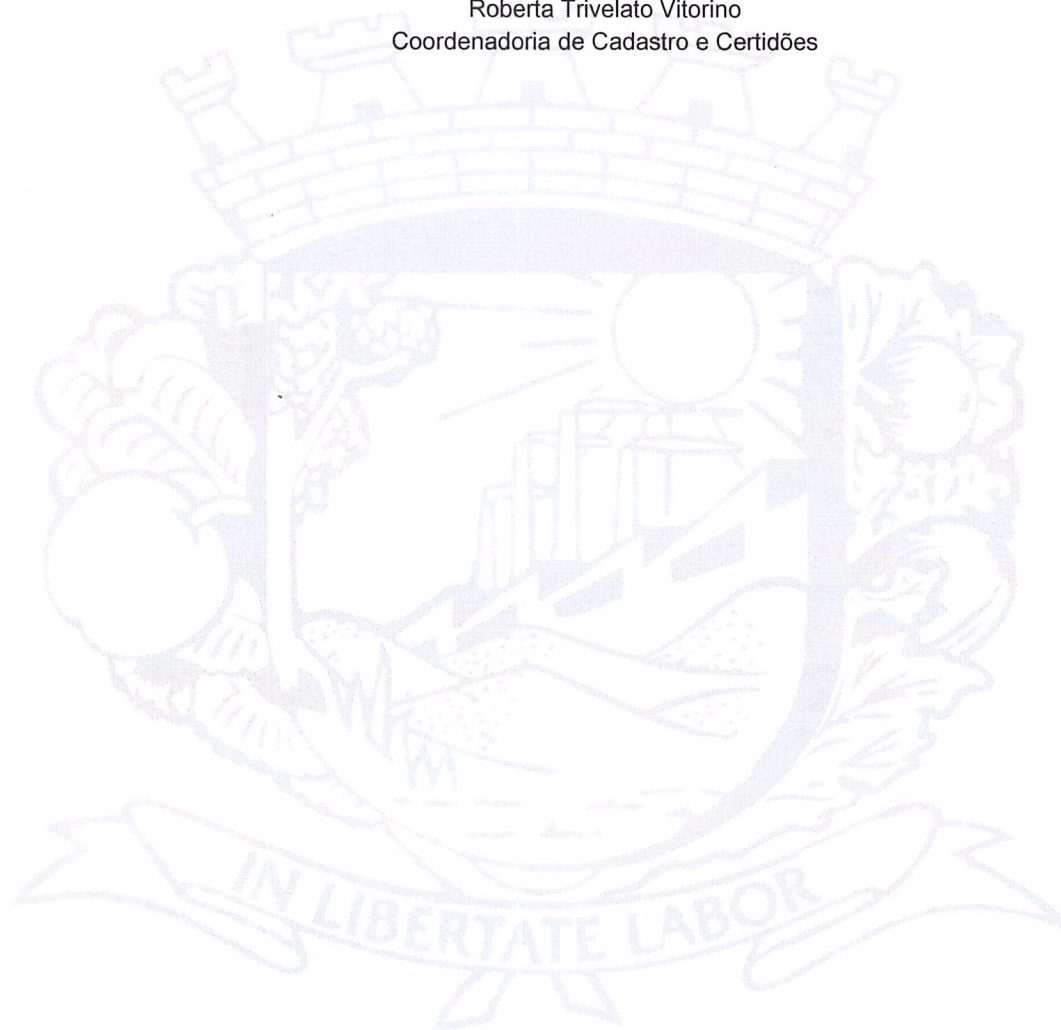 Roberta Trivelato Vitorino
Coordenadoria de Cadastro e Certidões
IN LIBERTATE LABOR